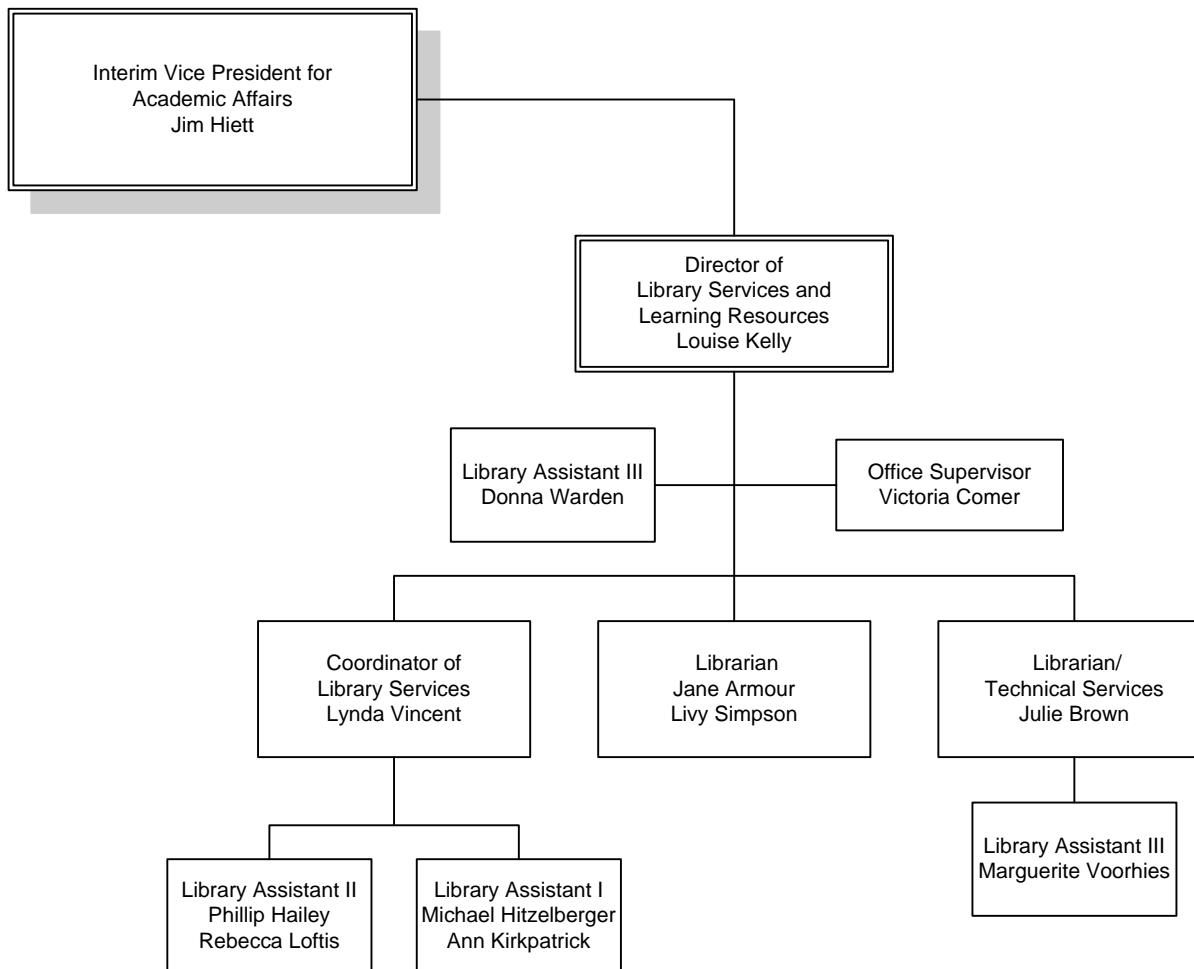 Interim Vice President for
Academic Affairs
Jim Hiett
Director of
Library Services and
Learning Resources
Louise Kelly
Library Assistant III
Donna Warden
Office Supervisor
Victoria Comer
Coordinator of
Library Services
Lynda Vincent
Librarian
Jane Armour
Livy Simpson
Librarian/
Technical Services
Julie Brown
Library Assistant II
Phillip Hailey
Rebecca Loftis
Library Assistant I
Michael Hitzelberger
Ann Kirkpatrick
Library Assistant III
Marguerite Voorhies